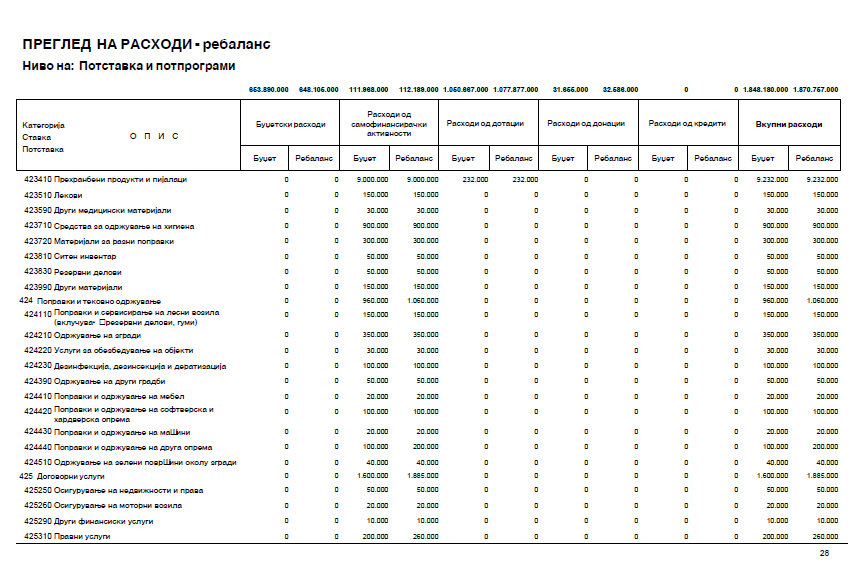 ПРЕГЛЕД НА РАСХОДИ - ребаланс
Ниво на: Потставка и потпрограми
653.890.000 648.105.000 111.968.000 112.189.000 1.050.667.000 1.077.877.000 31.655.000 32.586.000 0 0 1.848.180.000 1.870.757.000
Категорија
Ставка
Потставка
О П И С
Буџетски расходи
Расходи од самофинансирачки активности
Расходи од дотации
Расходи од донации
Расходи од кредити
Вкупни расходи
Буџет Ребаланс Буџет Ребаланс Буџет Ребаланс Буџет Ребаланс Буџет Ребаланс Буџет Ребаланс
423410 Прехранбени продукти и пијалаци 0 0 9.000.000 9.000.000 232.000 232.000 0 0 0 0 9.232.000 9.232.000
423510 Лекови 0 0 150.000 150.000 0 0 0 0 0 0 150.000 150.000
423590 Други медицински материјали 0 0 30.000 30.000 0 0 0 0 0 0 30.000 30.000
423710 Средства за одржување на хигиена 0 0 900.000 900.000 0 0 0 0 0 0 900.000 900.000
423720 Материјали за разни поправки 0 0 300.000 300.000 0 0 0 0 0 0 300.000 300.000
423810 Ситен инвентар 0 0 50.000 50.000 0 0 0 0 0 0 50.000 50.000
423830 Резервни делови 0 0 50.000 50.000 0 0 0 0 0 0 50.000 50.000
423990 Други материјали 0 0 150.000 150.000 0 0 0 0 0 0 150.000 150.000
424 Поправки и тековно одржување 0 0 960.000 1.060.000 0 0 0 0 0 0 960.000 1.060.000
424110 Поправки и сервисирање на лесни возила 0 0 150.000 150.000 0 0 0 0 0 0 150.000 150.000
(вклучува- □резервни делови, гуми)
424210 Одржување на згради 0 0 350.000 350.000 0 0 0 0 0 0 350.000 350.000
424220 Услуги за обезбедување на објекти 0 0 30.000 30.000 0 0 0 0 0 0 30.000 30.000
424230 Дезинфекција, дезинсекција и дератизација 0 0 100.000 100.000 0 0 0 0 0 0 100.000 100.000
424390 Одржување на други градби 0 0 50.000 50.000 0 0 0 0 0 0 50.000 50.000
424410 Поправки и одржување на мебел 0 0 20.000 20.000 0 0 0 0 0 0 20.000 20.000
424420 Поправки и одржување на софтверска и 0 0 100.000 100.000 0 0 0 0 0 0 100.000 100.000
хардверска опрема
424430 Поправки и одржување на маШини 0 0 20.000 20.000 0 0 0 0 0 0 20.000 20.000
424440 Поправки и одржување на друга опрема 0 0 100.000 200.000 0 0 0 0 0 0 100.000 200.000
424510 Одржување на зелени површини околу згради 0 0 40.000 40.000 0 0 0 0 0 0 40.000 40.000
425 Договорни услуги 0 0 1.600.000 1.885.000 0 0 0 0 0 0 1.600.000 1.885.000
425250 Осигурување на недвижности и права 0 0 50.000 50.000 0 0 0 0 0 0 50.000 50.000
425260 Осигурување на моторни возила 0 0 20.000 20.000 0 0 0 0 0 0 20.000 20.000
425290 Други финансиски услуги 0 0 10.000 10.000 0 0 0 0 0 0 10.000 10.000
425310 Правни услуги 0 0 200.000 260.000 0 0 0 0 0 0 200.000 260.000
28